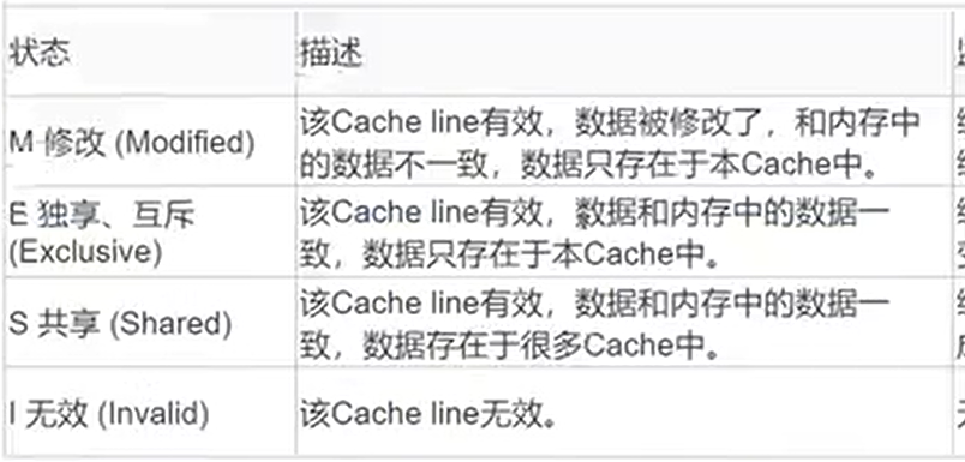 状态
描述
M 修改 (Modified)
该Cache line有效，数据被修改了，和内存中
的数据不一致，数据只存在于本Cache中。
E 独享、互斥
(Exclusive)
该Cache line有效，数据和内存中的数据一
致，数据只存在于本Cache中。
S 共享 (Shared)
该Cache line有效，数据和内存中的数据一
致，数据存在于很多Cache中。
I 无效 (Invalid)
该Cache line无效。